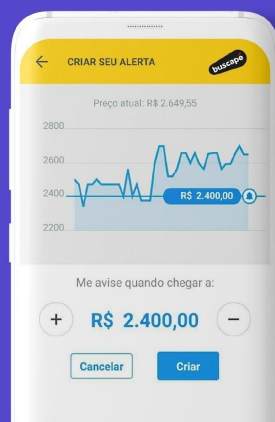 CRIAR SEU ALERTA
buscapé
Preço atual: R$ 2.649,55
2800
2600
2400
R$ 2.400,00
2200
Me avise quando chegar a:
+ R$ 2.400,00 −
Cancelar
Criar